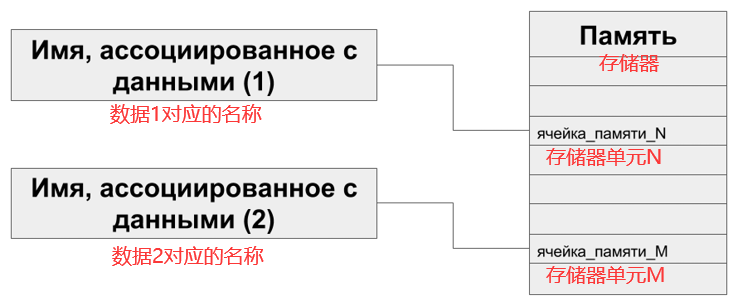 Имя, ассоциированное с
данными (1)
数据1对应的名称
Имя, ассоциированное с
данными (2)
数据2对应的名称
Память
存储器
ячейка_памяти_N
存储器单元N
ячейка_памяти_M
存储器单元M